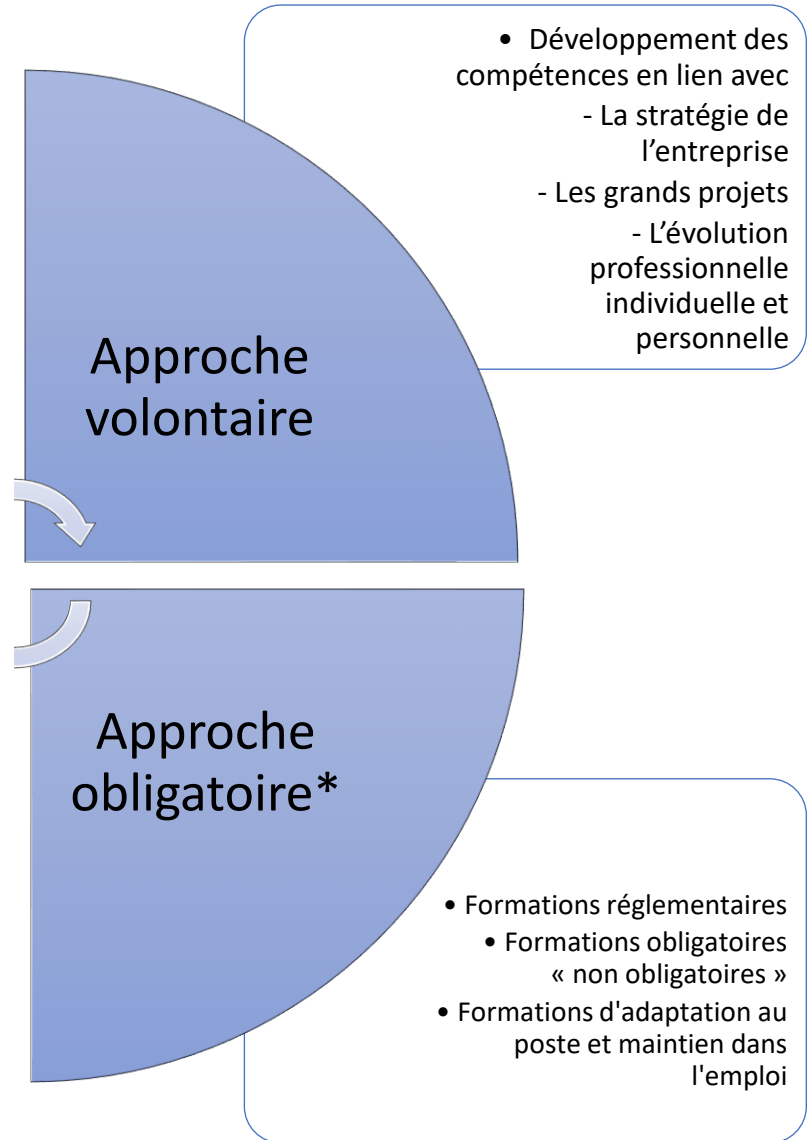 • Développement des
compétences en lien avec
- La stratégie de
l’entreprise
- Les grands projets
- L’évolution
professionnelle
individuelle et
personnelle
Approche
volontaire
Approche
obligatoire*
• Formations réglementaires
• Formations obligatoires
« non obligatoires »
• Formations d'adaptation au
poste et maintien dans
l'emploi